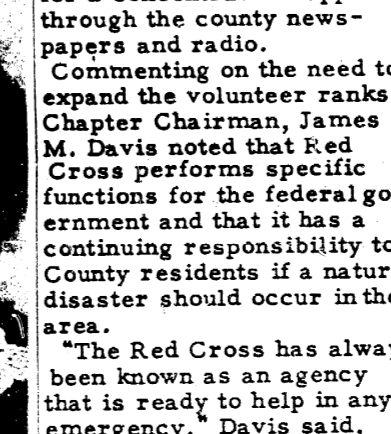 through the county news-
papers and radio.
Commenting on the need to
expand the volunteer ranks
Chapter Chairman, James
M. Davis noted that Red
Cross performs specific
functions for the federal go
ernment and that it has a
continuing responsibility to
County residents if a natur
disaster should occur in the
area.
"The Red Cross has alway
been known as an agency
that is ready to help in any
emergency." Davis said.